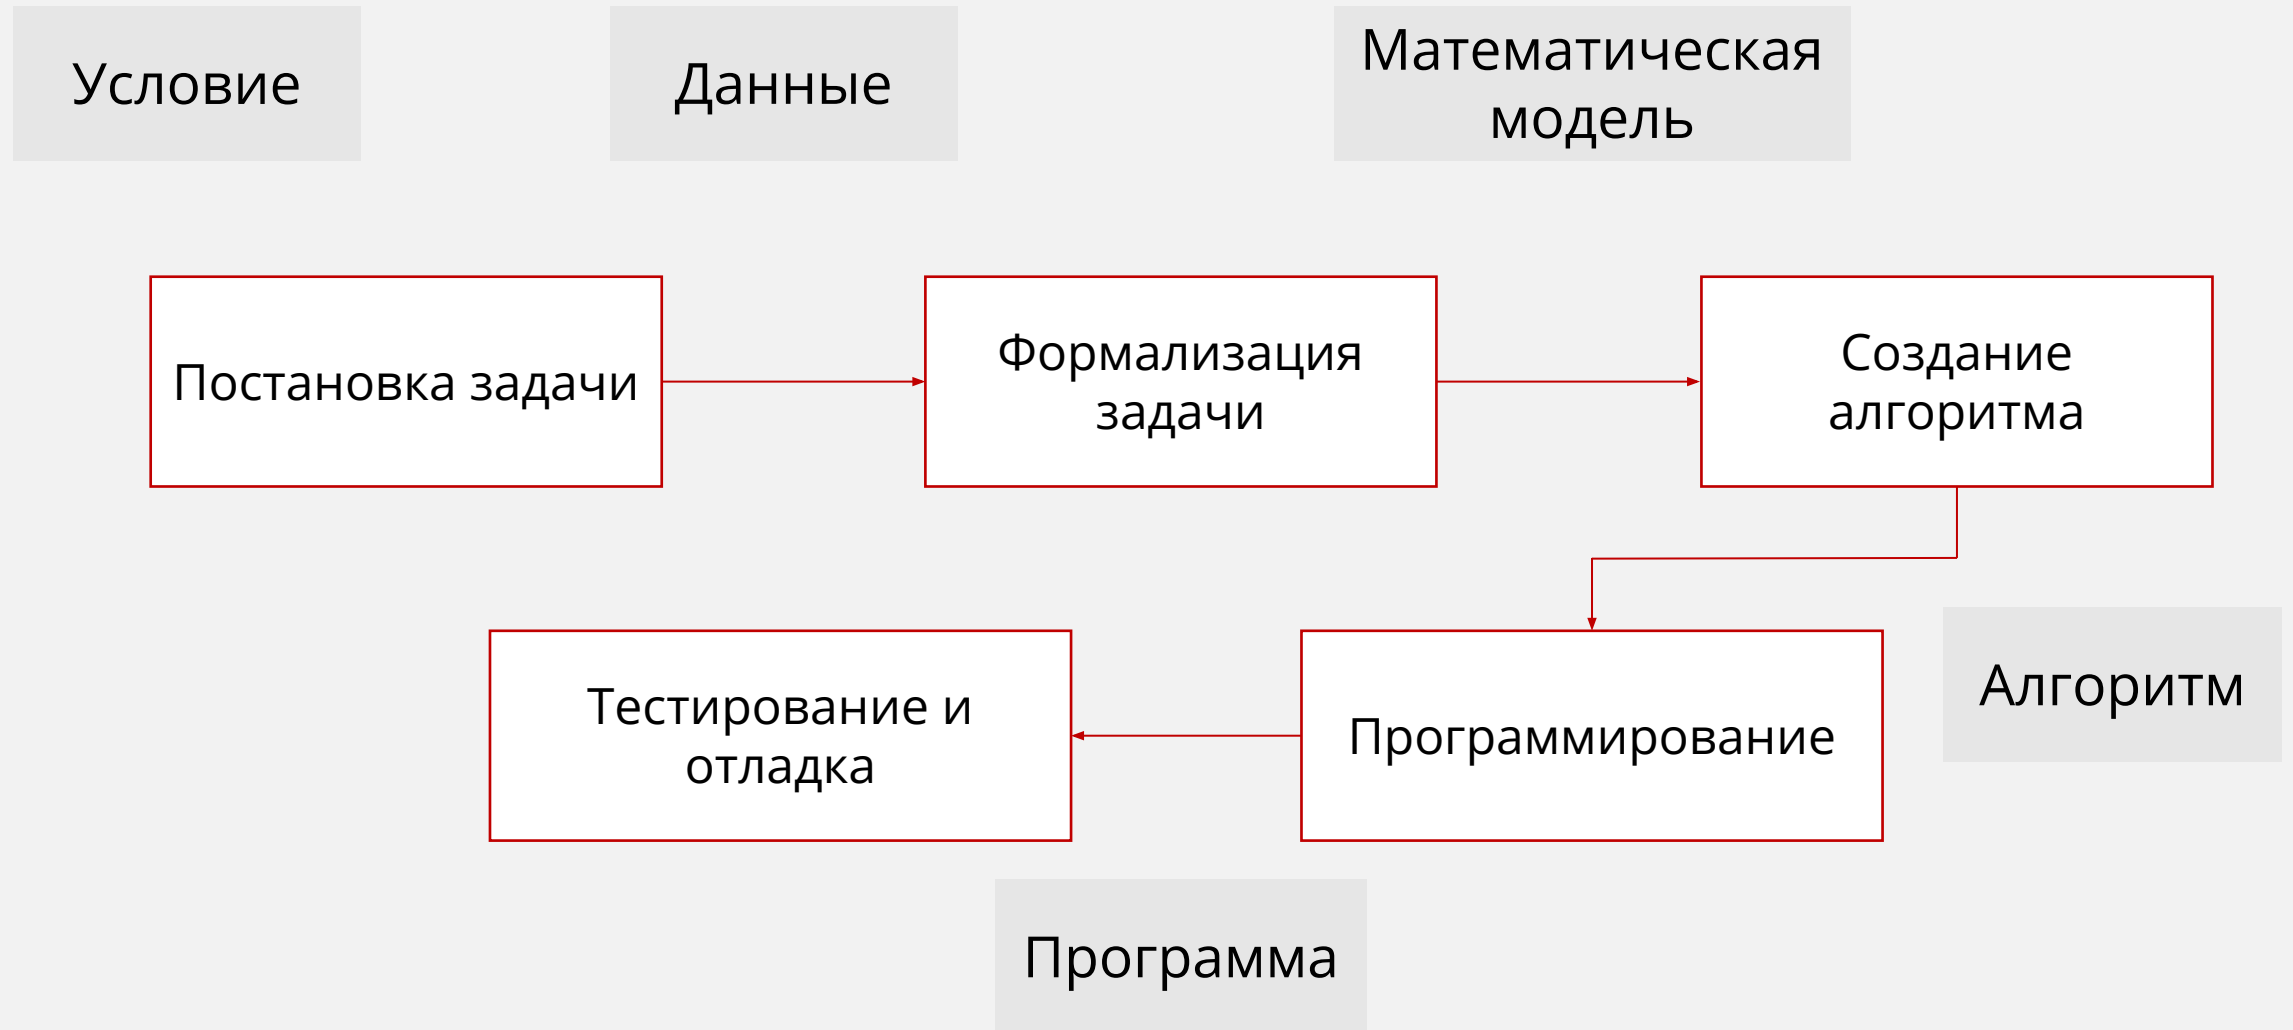 Условие
Данные
Математическая
модель
Постановка задачи
Формализация
задачи
Создание
алгоритма
Тестирование и
отладка
Программирование
Алгоритм
Программа